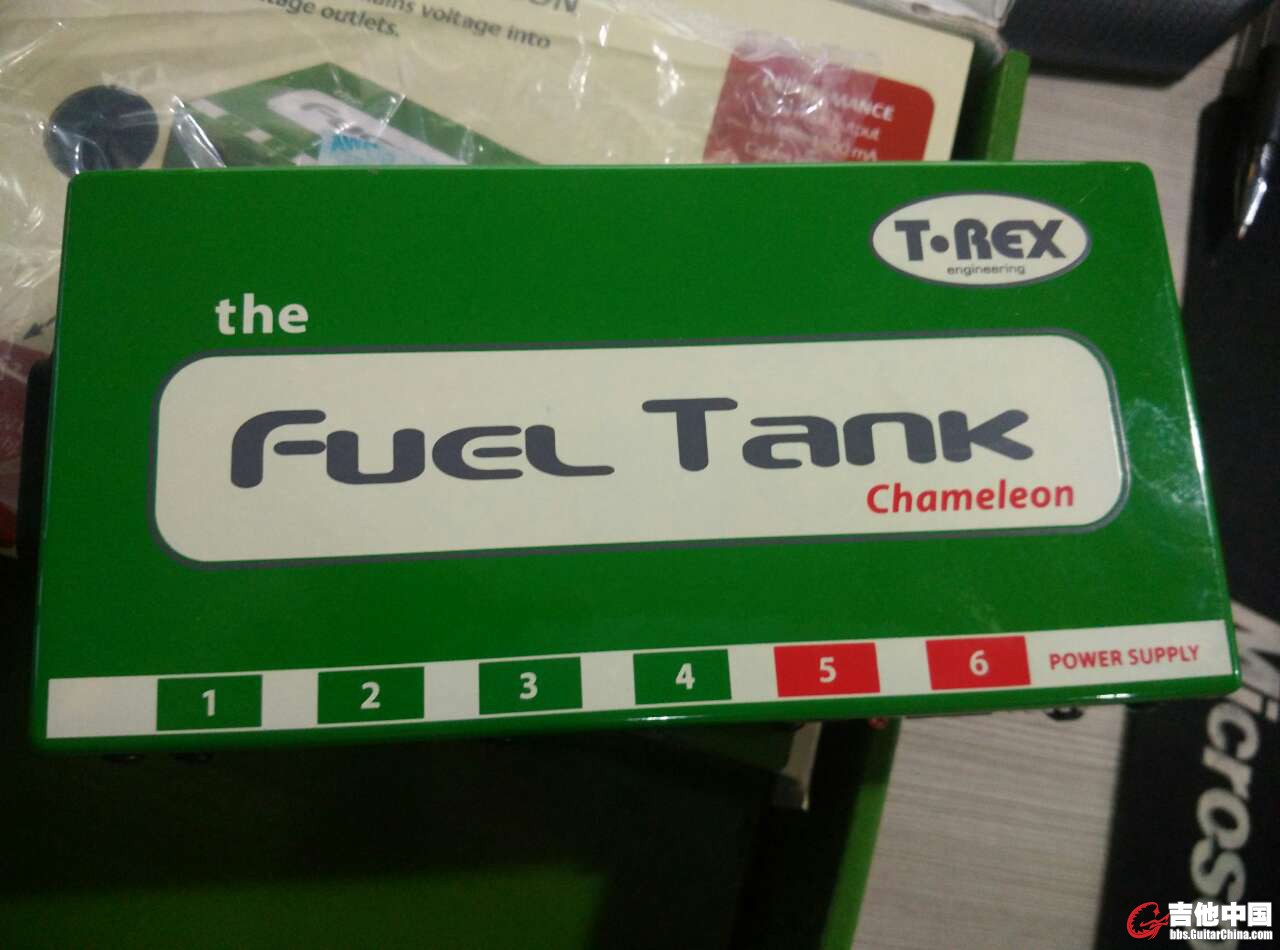 mains voltage into
outlets.
T·REX
engineering
the
Fuel Tank
Chameleon
1 2 3 4 5 6 POWER SUPPLY
Micros
吉他中国
bbs.GuitarChina.com